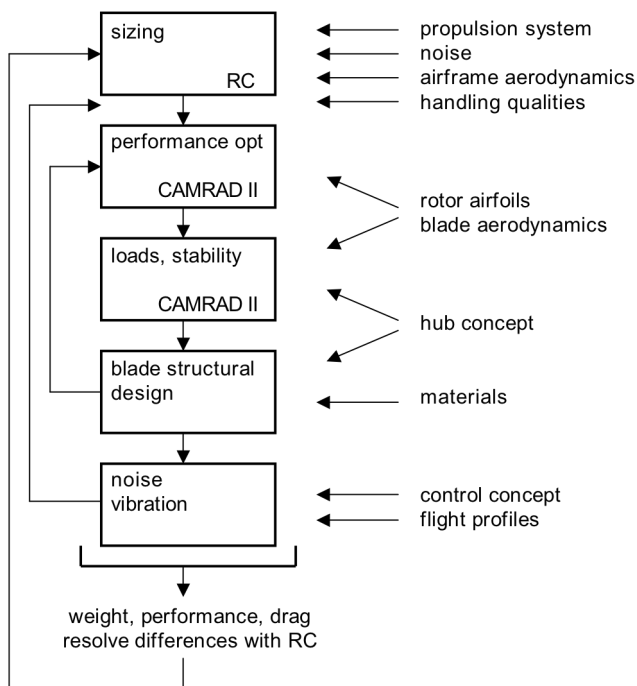 sizing
RC
propulsion system
noise
airframe aerodynamics
handling qualities
performance opt
CAMRAD II
rotor airfoils
blade aerodynamics
loads, stability
CAMRAD II
hub concept
blade structural
design
materials
noise
vibration
control concept
flight profiles
weight, performance, drag
resolve differences with RC